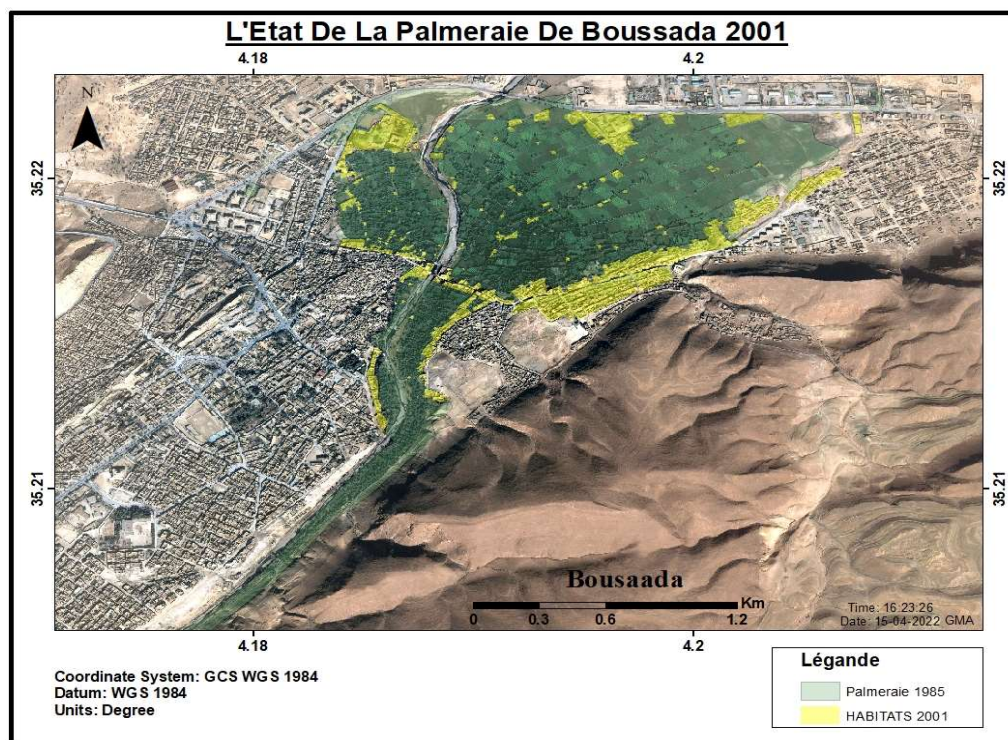 L'Etat De La Palmeraie De Boussada 2001
4.18 4.2
N
35.22 35.22
35.21 35.21
Bousaada
Km
0 0.3 0.6 1.2
Time: 16:23:26
Date: 15-04-2022 GMA
4.18 4.2
Coordinate System: GCS WGS 1984
Datum: WGS 1984
Units: Degree
Légande
Palmeraie 1985
HABITATS 2001